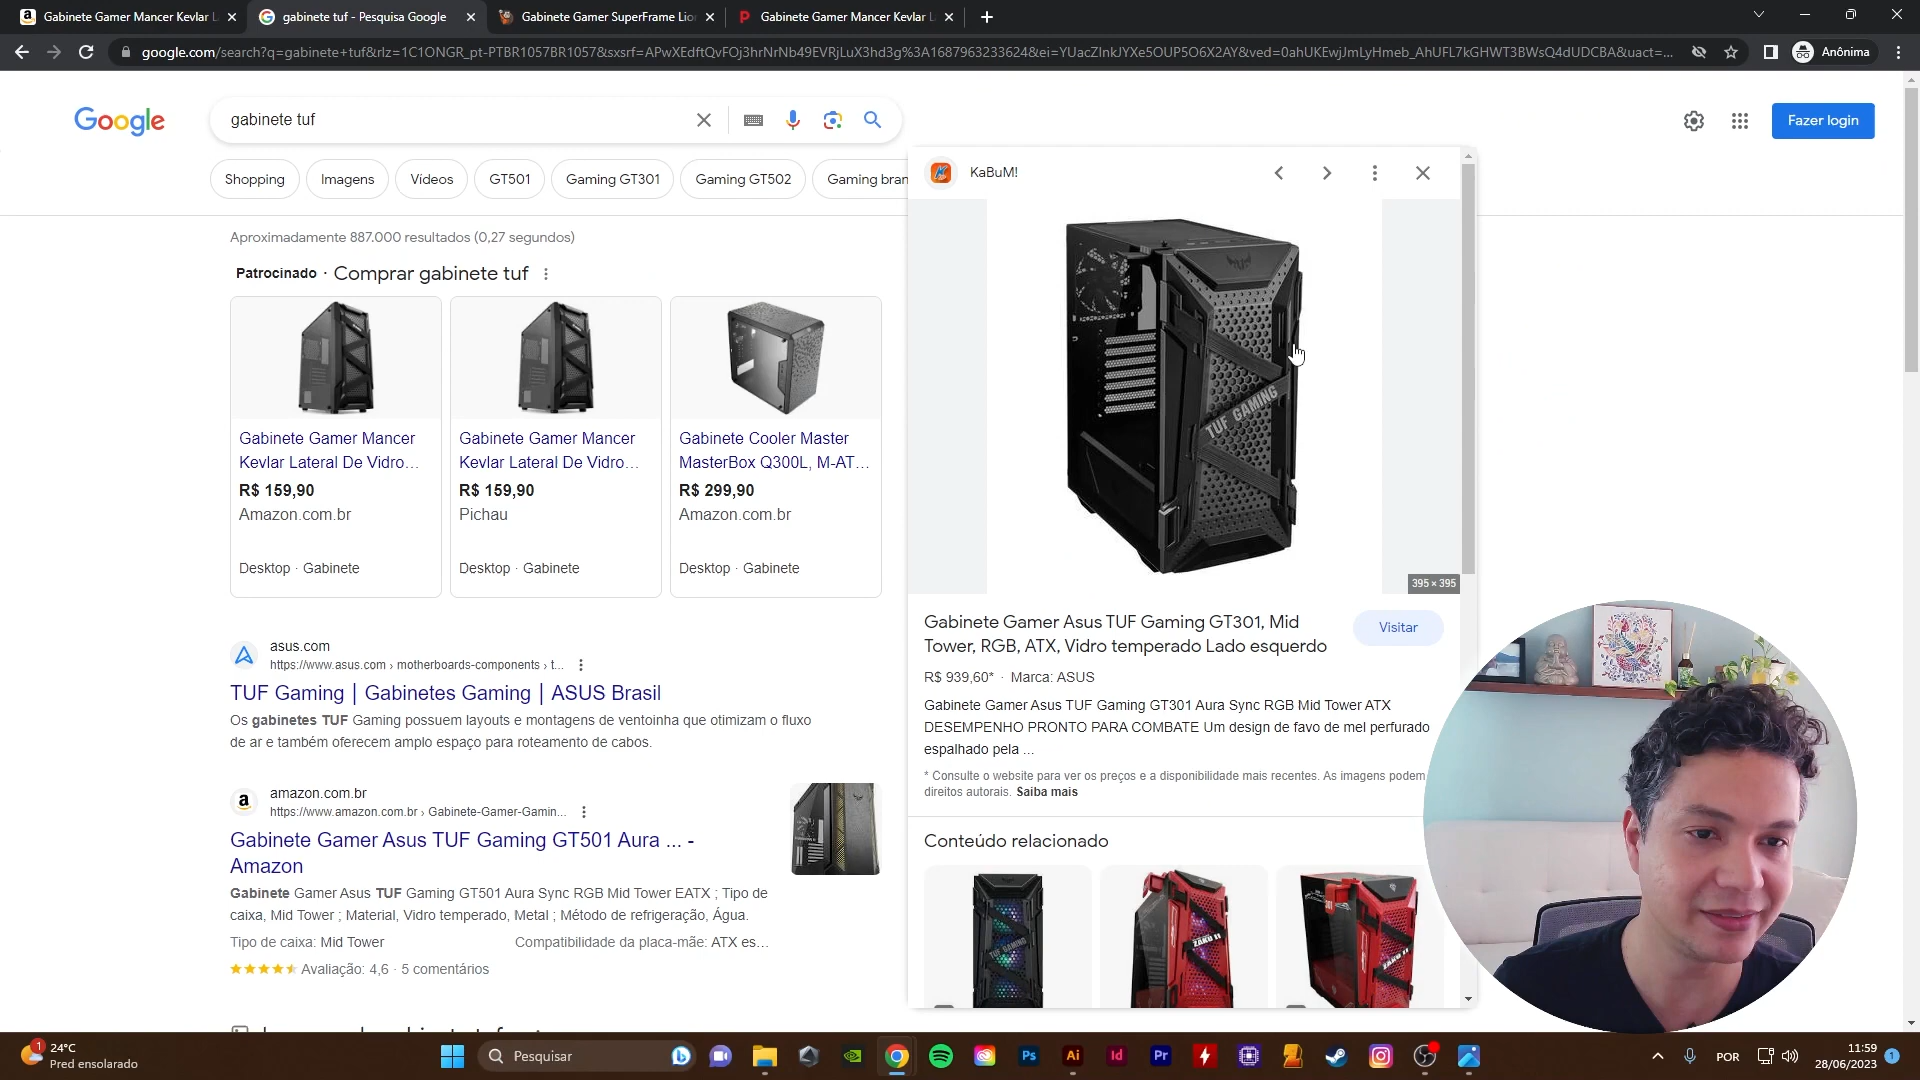 Gabinete Gamer Mancer Kevlar L
gabinete tuf - Pesquisa Google
Gabinete Gamer SuperFrame Lion
Gabinete Gamer Mancer Kevlar L
google.com/search?q=gabinete+tuf&rlz=1C1ONGR_pt-PTBR1057BR1057&sxsrf=APwXEdftQvFOj3hrNrNb49EVRjLuX3hd3g%3A1687963233624&ei=YUacZInkJYXe5OUP5O6X2AY&ved=0ahUKEwjJmLyHmeb_AhUFL7kGHWT3BWsQ4dUDCBA&uact=...
Anônima
Google
gabinete tuf
Fazer login
Shopping
Imagens
Vídeos
GT501
Gaming GT301
Gaming GT502
Gaming bran
KaBuM!
Aproximadamente 887.000 resultados (0,27 segundos)
Patrocinado · Comprar gabinete tuf
Gabinete Gamer Mancer
Kevlar Lateral De Vidro...
R$ 159,90
Amazon.com.br
Desktop · Gabinete
Gabinete Gamer Mancer
Kevlar Lateral De Vidro...
R$ 159,90
Pichau
Desktop · Gabinete
Gabinete Cooler Master
MasterBox Q300L, M-AT...
R$ 299,90
Amazon.com.br
Desktop · Gabinete
TUF GAMING
395 × 395
Gabinete Gamer Asus TUF Gaming GT301, Mid
Tower, RGB, ATX, Vidro temperado Lado esquerdo
Visitar
R$ 939,60* · Marca: ASUS
Gabinete Gamer Asus TUF Gaming GT301 Aura Sync RGB Mid Tower ATX
DESEMPENHO PRONTO PARA COMBATE Um design de favo de mel perfurado
espalhado pela ...
* Consulte o website para ver os preços e a disponibilidade mais recentes. As imagens podem
direitos autorais. Saiba mais
Conteúdo relacionado
TUF GAMING
ZAKU II
ZAKU II
asus.com
https://www.asus.com › motherboards-components › t...
TUF Gaming | Gabinetes Gaming | ASUS Brasil
Os gabinetes TUF Gaming possuem layouts e montagens de ventoinha que otimizam o fluxo
de ar e também oferecem amplo espaço para roteamento de cabos.
amazon.com.br
https://www.amazon.com.br › Gabinete-Gamer-Gamin...
Gabinete Gamer Asus TUF Gaming GT501 Aura ... -
Amazon
Gabinete Gamer Asus TUF Gaming GT501 Aura Sync RGB Mid Tower EATX ; Tipo de
caixa, Mid Tower ; Material, Vidro temperado, Metal ; Método de refrigeração, Água.
Tipo de caixa: Mid Tower
Compatibilidade da placa-mãe: ATX es...
Avaliação: 4,6 · 5 comentários
1
24°C
Pred ensolarado
Pesquisar
Ps
Ai
Id
Pr
POR
11:59
28/06/2023
1